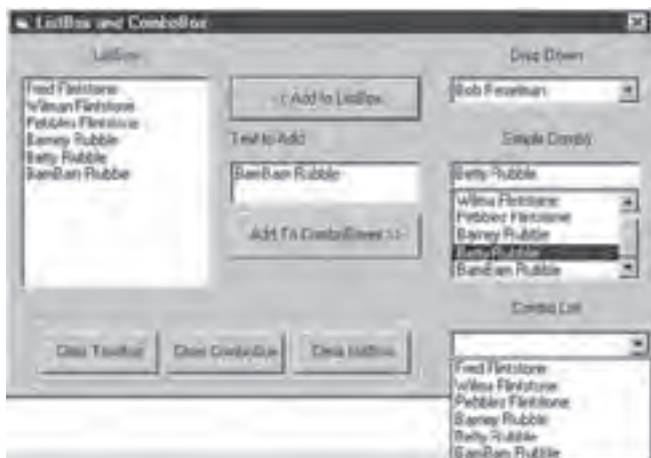 ListBox and ComboBox
ListBox
Fred Flintstone
Wilman Flintstone
Pebbles Flintstone
Barney Rubble
Betty Rubble
BamBam Rubble
<< Add to ListBox
Text to Add
BamBam Rubble
Add To ComboBoxes >>
Clear TextBox
Clear ComboBox
Clear ListBox
Drop Down
Bob
Simple Combo
Betty Rubble
Wilma Flintstone
Pebbles Flintstone
Barney Rubble
Betty Rubble
BamBam Rubble
Combo List
Fred Flintstone
Wilma Flintstone
Pebbles Flintstone
Barney Rubble
Betty Rubble
BamBam Rubble